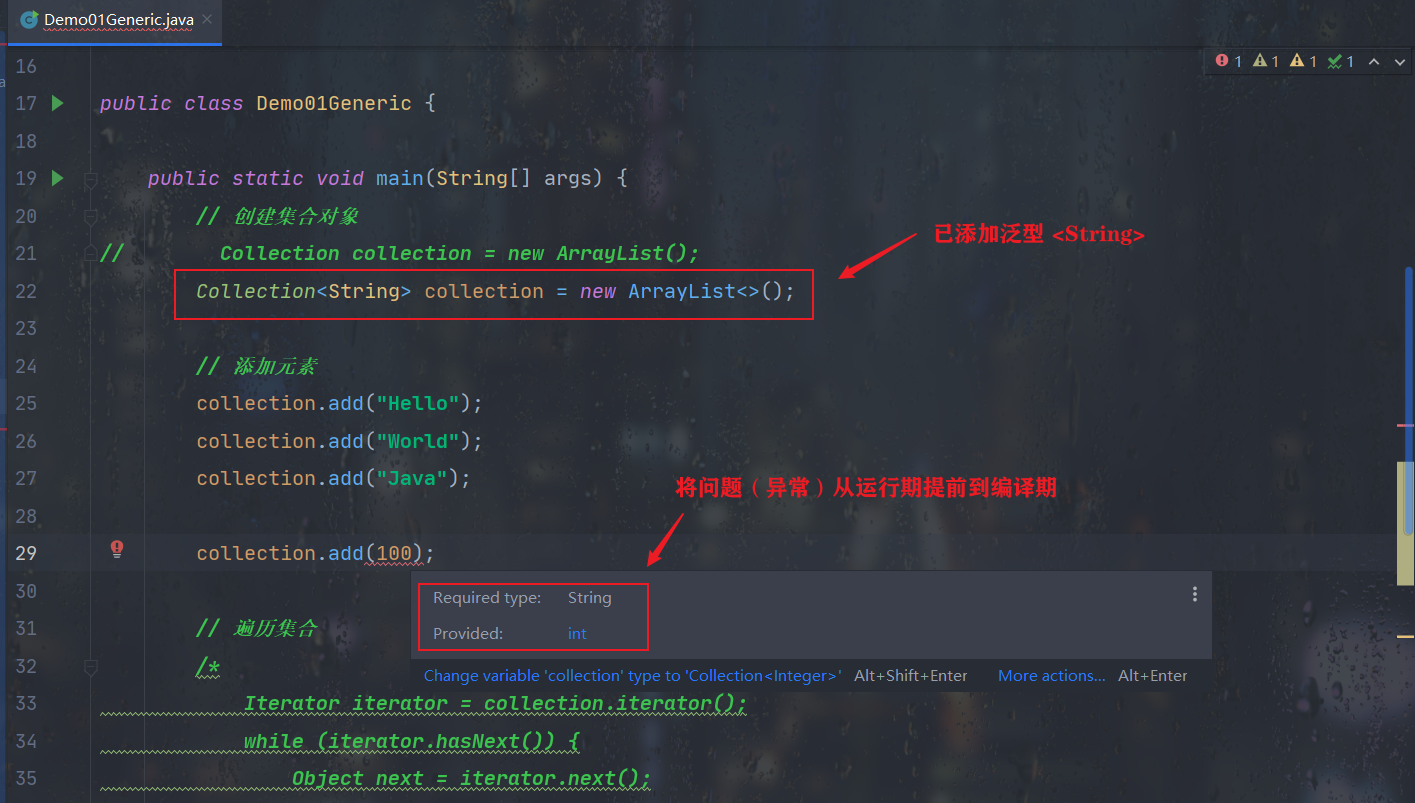 Demo01Generic.java
1 1 1 1
16
17 public class Demo01Generic {
18
19 public static void main(String[] args) {
20 // 创建集合对象
21 // Collection collection = new ArrayList();
已添加泛型 <String>
22 Collection<String> collection = new ArrayList<>();
23
24 // 添加元素
25 collection.add("Hello");
26 collection.add("World");
27 collection.add("Java");
将问题（异常）从运行期提前到编译期
28
29 collection.add(100);
30
Required type: String
31 // 遍历集合
Provided: int
32 /*
Change variable 'collection' type to 'Collection<Integer>' Alt+Shift+Enter More actions... Alt+Enter
33 Iterator iterator = collection.iterator();
34 while (iterator.hasNext()) {
35 Object next = iterator.next();